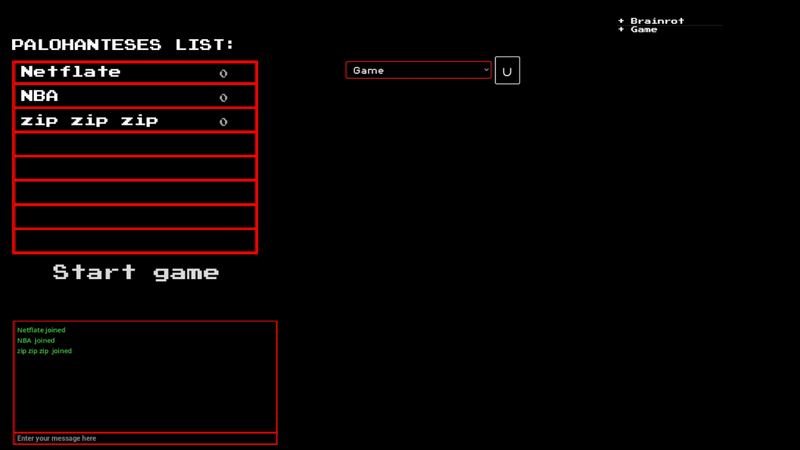 + Brainrot
+ Game
PALOHANTESES LIST:
Netflate 0
NBA 0
zip zip zip 0
Game
U
Start game
Netflate joined
NBA joined
zip zip zip joined
Enter your message here